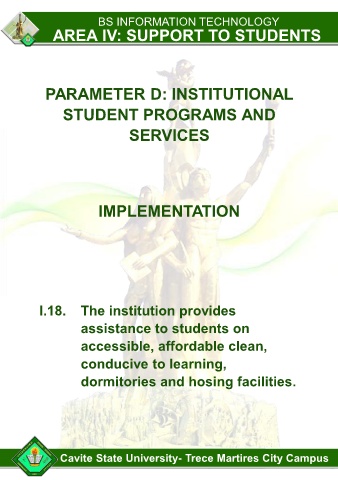 BS INFORMATION TECHNOLOGY
AREA IV: SUPPORT TO STUDENTS
PARAMETER D: INSTITUTIONAL
STUDENT PROGRAMS AND
SERVICES
IMPLEMENTATION
I.18. The institution provides
assistance to students on
accessible, affordable clean,
conducive to learning,
dormitories and hosing facilities.
Cavite State University- Trece Martires City Campus